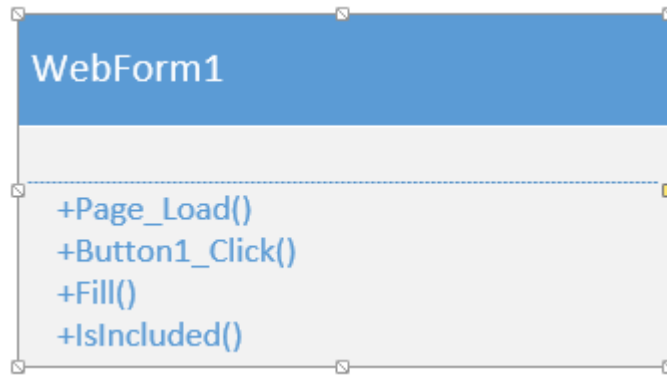 WebForm1
+Page_Load()
+Button1_Click()
+Fill()
+IsIncluded()